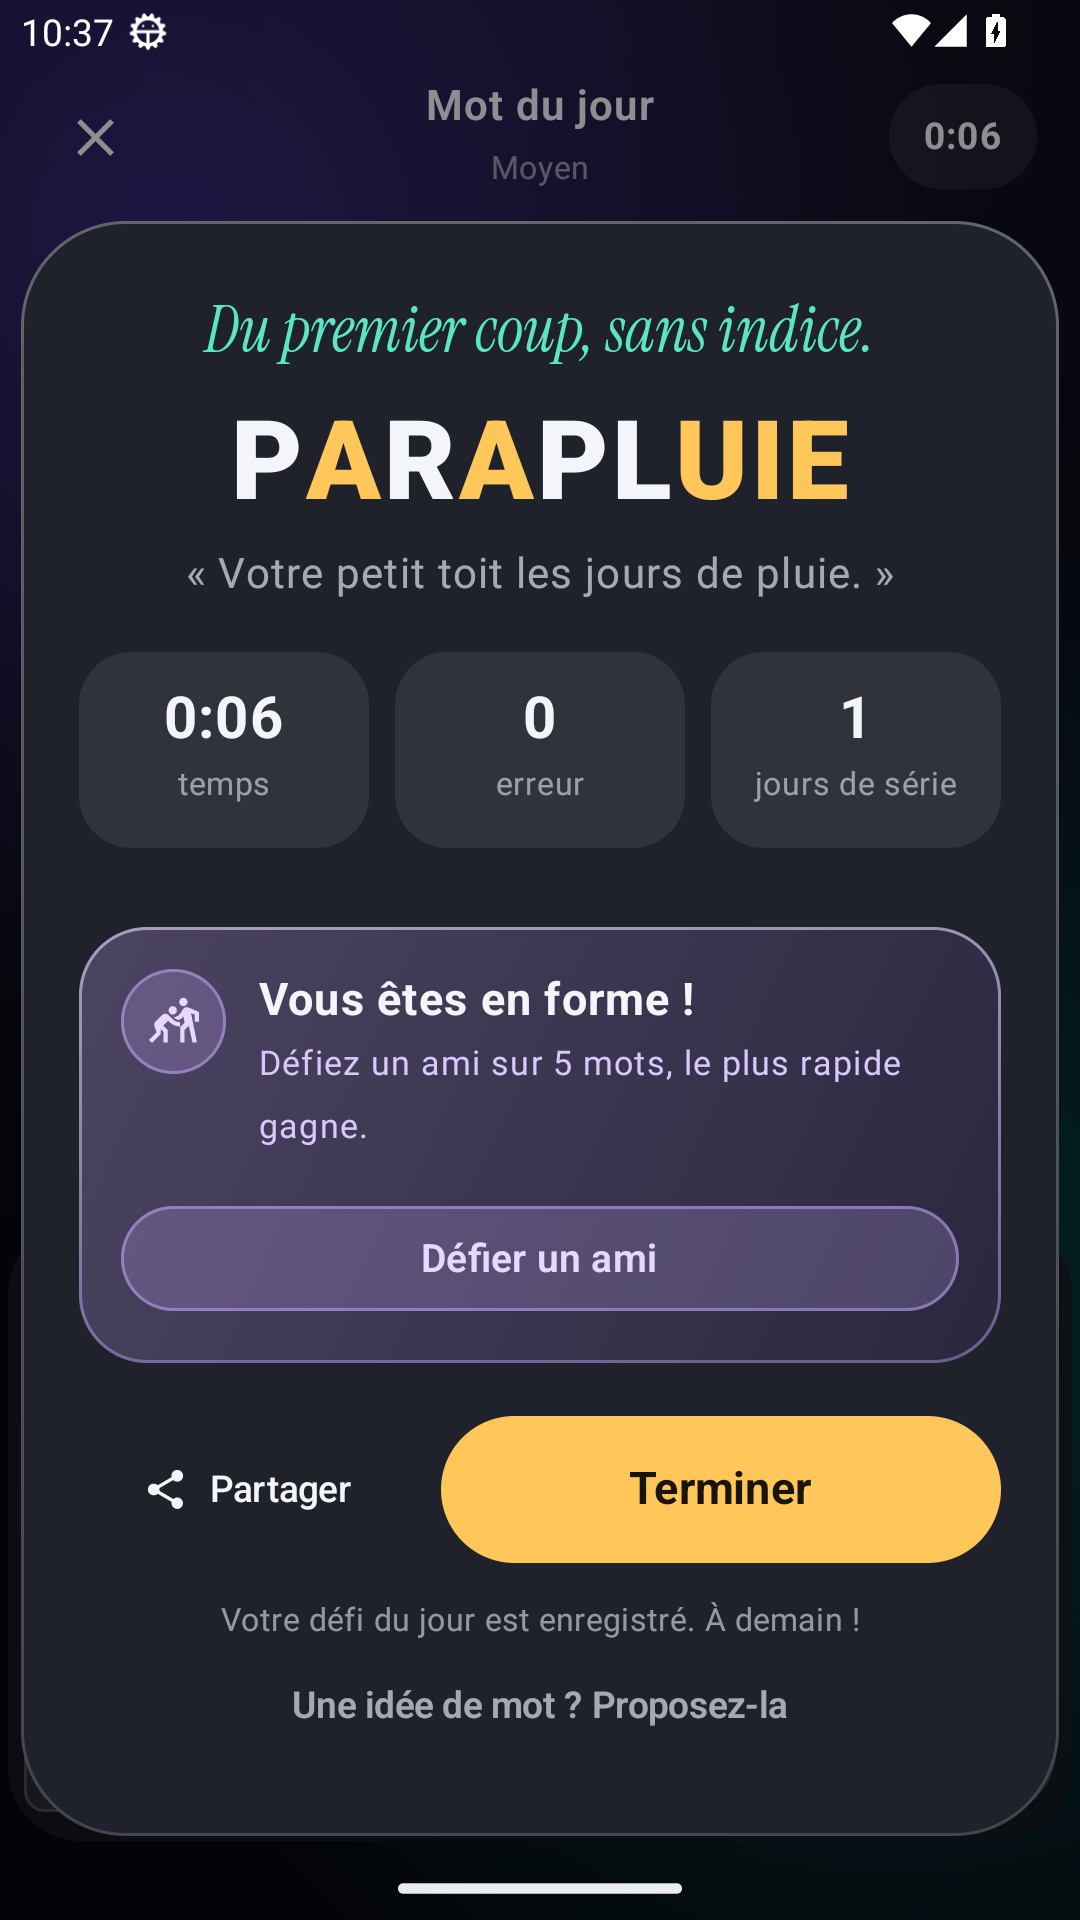 10:37
Mot du jour
Moyen
0:06
Du premier coup, sans indice.
PARAPLUIE
« Votre petit toit les jours de pluie. »
0:06
temps
0
erreur
1
jours de série
Vous êtes en forme !
Défiez un ami sur 5 mots, le plus rapide
gagne.
Défier un ami
Partager
Terminer
Votre défi du jour est enregistré. À demain !
Une idée de mot ? Proposez-la